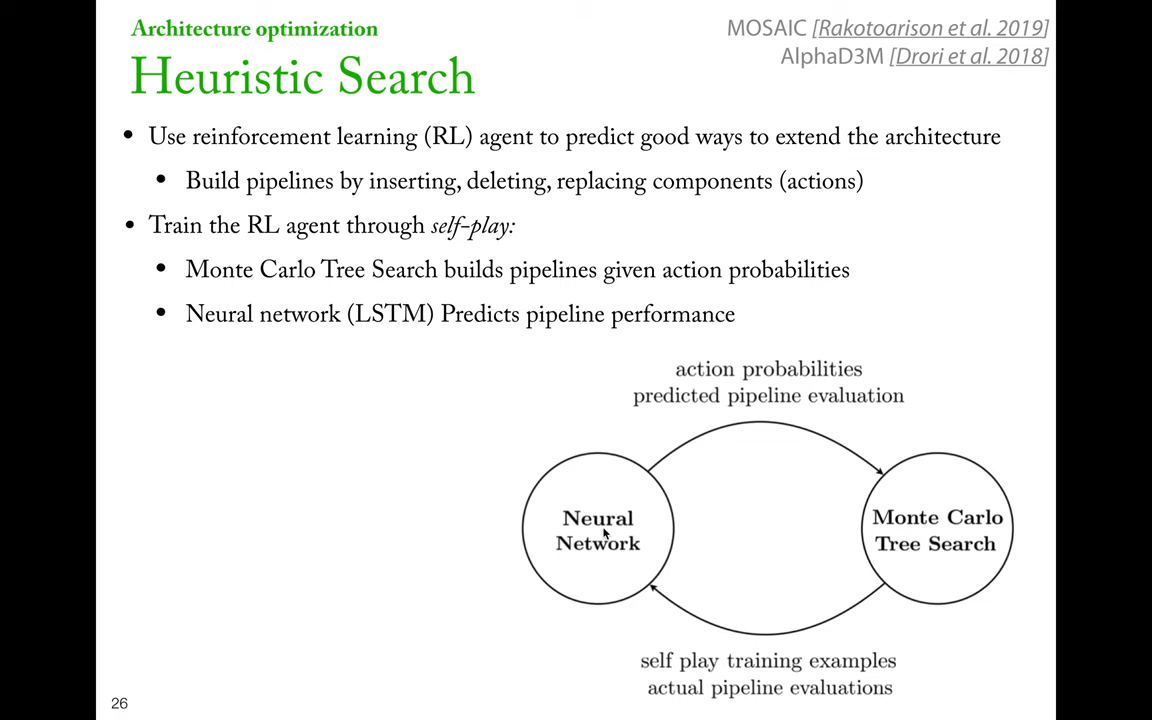 Architecture optimization
MOSAIC [Rakotoarison et al. 2019]
AlphaD3M [Drori et al. 2018]
Heuristic Search
• Use reinforcement learning (RL) agent to predict good ways to extend the architecture
• Build pipelines by inserting, deleting, replacing components (actions)
• Train the RL agent through self-play:
• Monte Carlo Tree Search builds pipelines given action probabilities
• Neural network (LSTM) Predicts pipeline performance
action probabilities
predicted pipeline evaluation
Neural
Network
Monte Carlo
Tree Search
self play training examples
actual pipeline evaluations
26